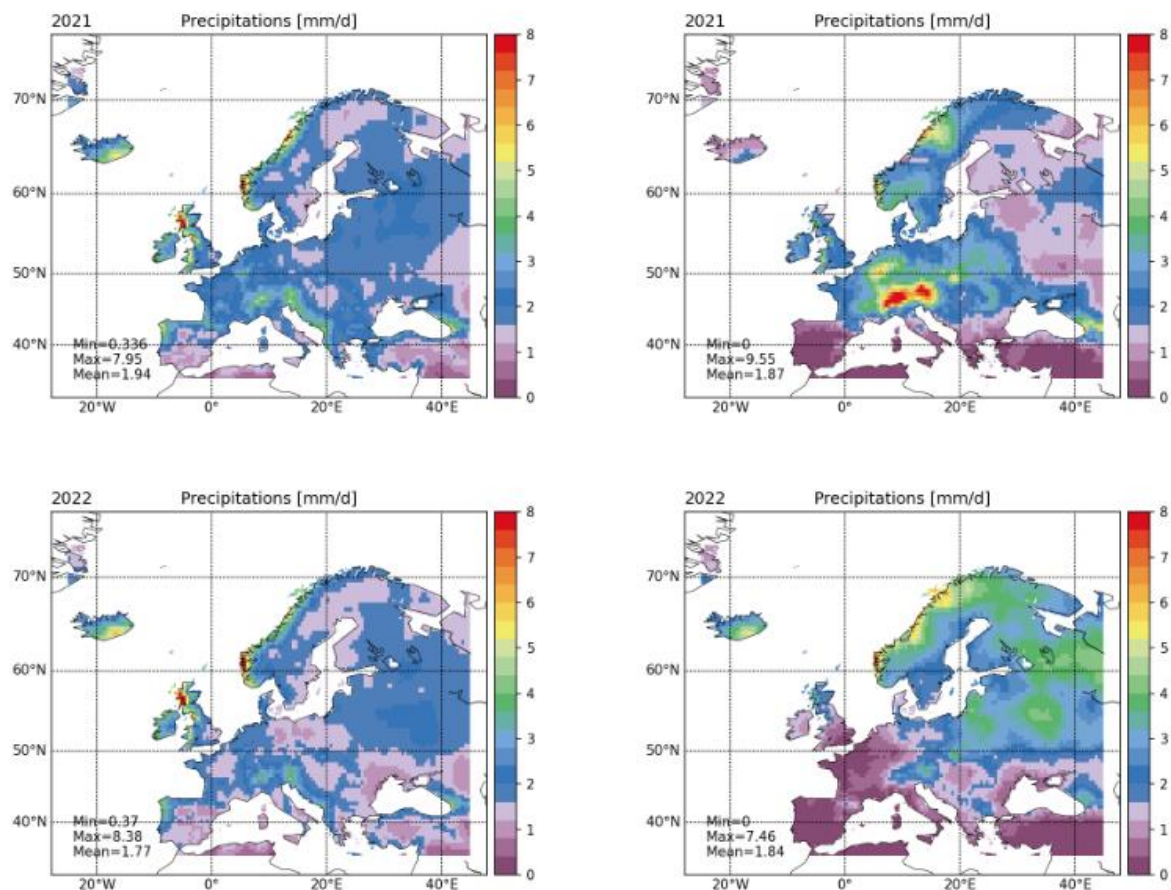 2021 Precipitations [mm/d]
8
7
6
5
4
3
2
1
0
70°N
60°N
50°N
40°N
Min=0.336
Max=7.95
Mean=1.94
20°W 0° 20°E 40°E
2021 Precipitations [mm/d]
8
7
6
5
4
3
2
1
0
70°N
60°N
50°N
40°N
Min=0
Max=9.55
Mean=1.87
20°W 0° 20°E 40°E
2022 Precipitations [mm/d]
8
7
6
5
4
3
2
1
0
70°N
60°N
50°N
40°N
Min=0.37
Max=8.38
Mean=1.77
20°W 0° 20°E 40°E
2022 Precipitations [mm/d]
8
7
6
5
4
3
2
1
0
70°N
60°N
50°N
40°N
Min=0
Max=7.46
Mean=1.84
20°W 0° 20°E 40°E